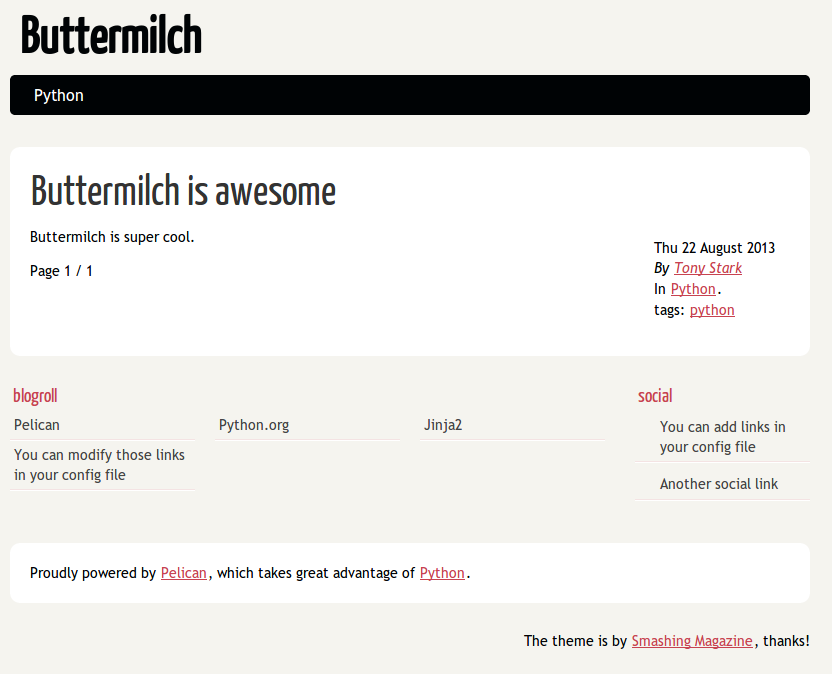 Buttermilch
Python
Buttermilch is awesome
Buttermilch is super cool.
Page 1 / 1
Thu 22 August 2013
By Tony Stark
In Python.
tags: python
blogroll
Pelican
Python.org
Jinja2
You can modify those links
in your config file
social
You can add links in
your config file
Another social link
Proudly powered by Pelican, which takes great advantage of Python.
The theme is by Smashing Magazine, thanks!